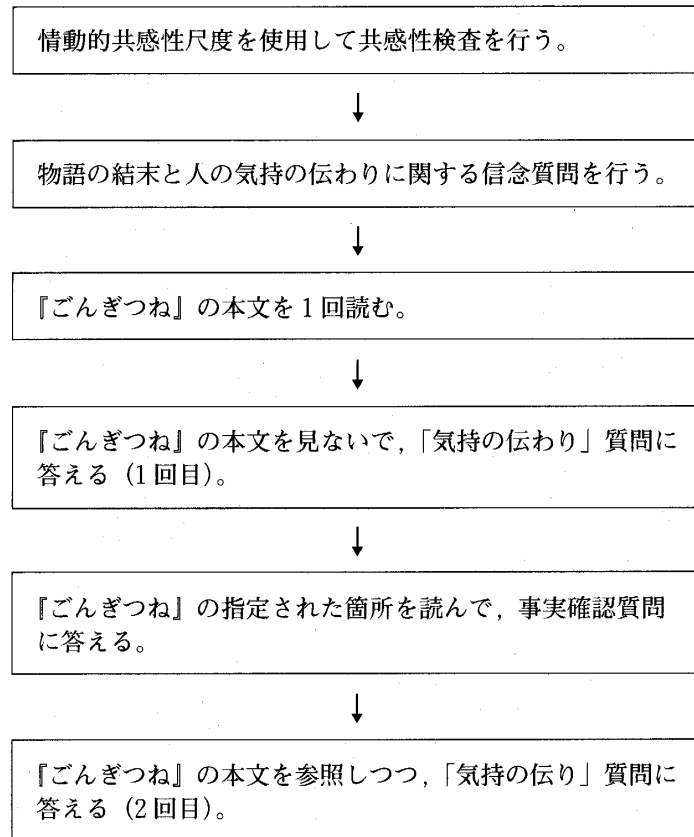 情動的共感性尺度を使用して共感性検査を行う。
↓
物語の結末と人の気持の伝わりに関する信念質問を行う。
↓
『ごんぎつね』の本文を1回読む。
↓
『ごんぎつね』の本文を見ないで,「気持の伝わり」質問に
答える (1回目)。
↓
『ごんぎつね』の指定された箇所を読んで, 事実確認質問
に答える。
↓
『ごんぎつね』の本文を参照しつつ,「気持の伝り」質問に
答える (2回目)。